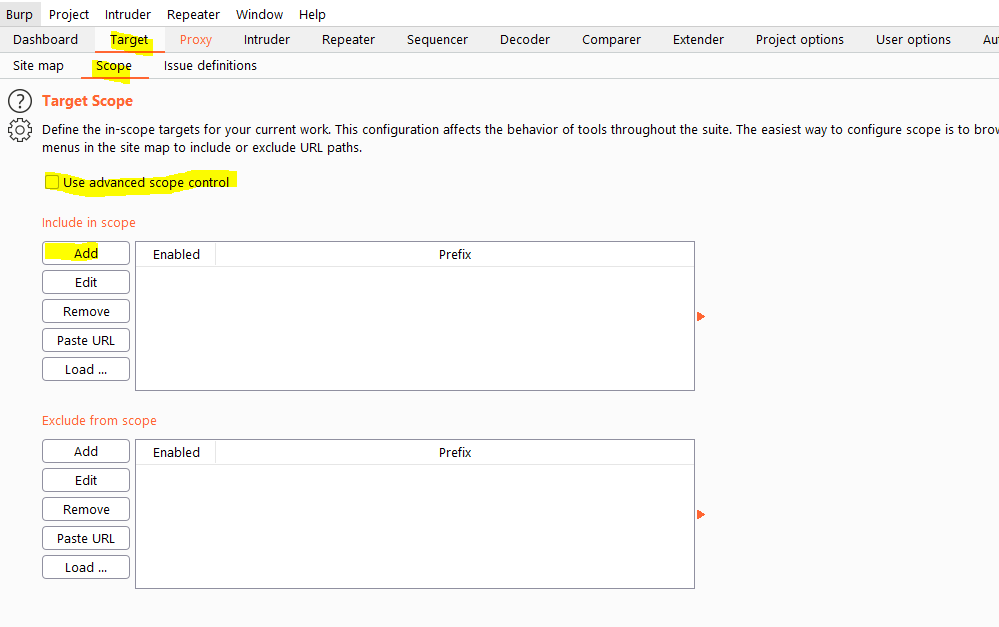 Burp Project Intruder Repeater Window Help
Dashboard Target Proxy Intruder Repeater Sequencer Decoder Comparer Extender Project options User options Au
Site map Scope Issue definitions
?
Target Scope
Define the in-scope targets for your current work. This configuration affects the behavior of tools throughout the suite. The easiest way to configure scope is to brow
menus in the site map to include or exclude URL paths.
Use advanced scope control
Include in scope
Add
Enabled Prefix
Edit
Remove
Paste URL
Load ...
Exclude from scope
Add
Enabled Prefix
Edit
Remove
Paste URL
Load ...